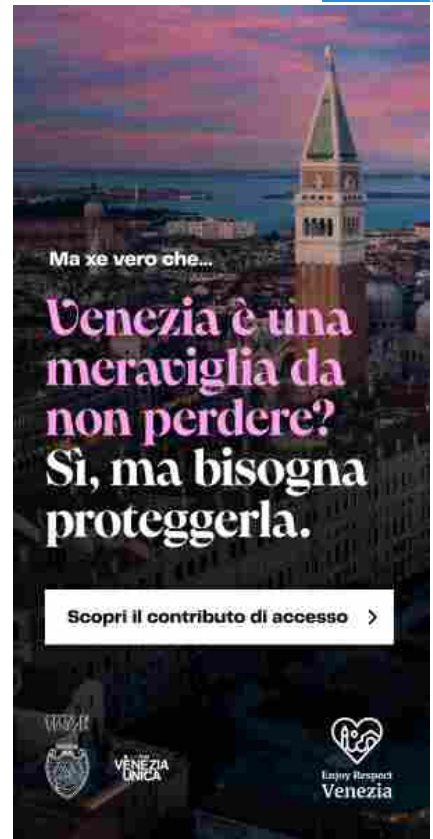 Ma xe vero che...
Venezia è una
meraviglia da
non perdere?
Sì, ma bisogna
proteggerla.
Scopri il contributo di accesso
VENEZIA
UNICA
Enjoy Respect
Venezia